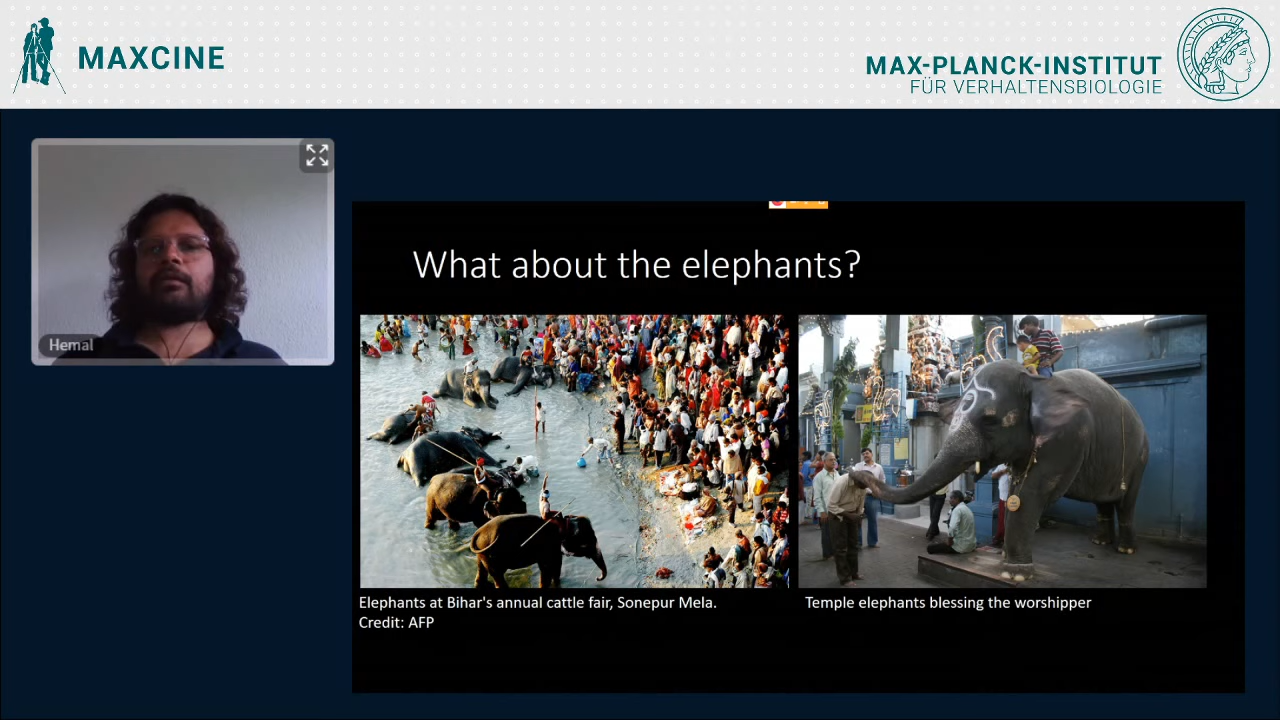 MAXCINE
MAX-PLANCK-INSTITUT
FÜR VERHALTENSBIOLOGIE
Hemal
What about the elephants?
Elephants at Bihar's annual cattle fair, Sonepur Mela.
Credit: AFP
Temple elephants blessing the worshipper